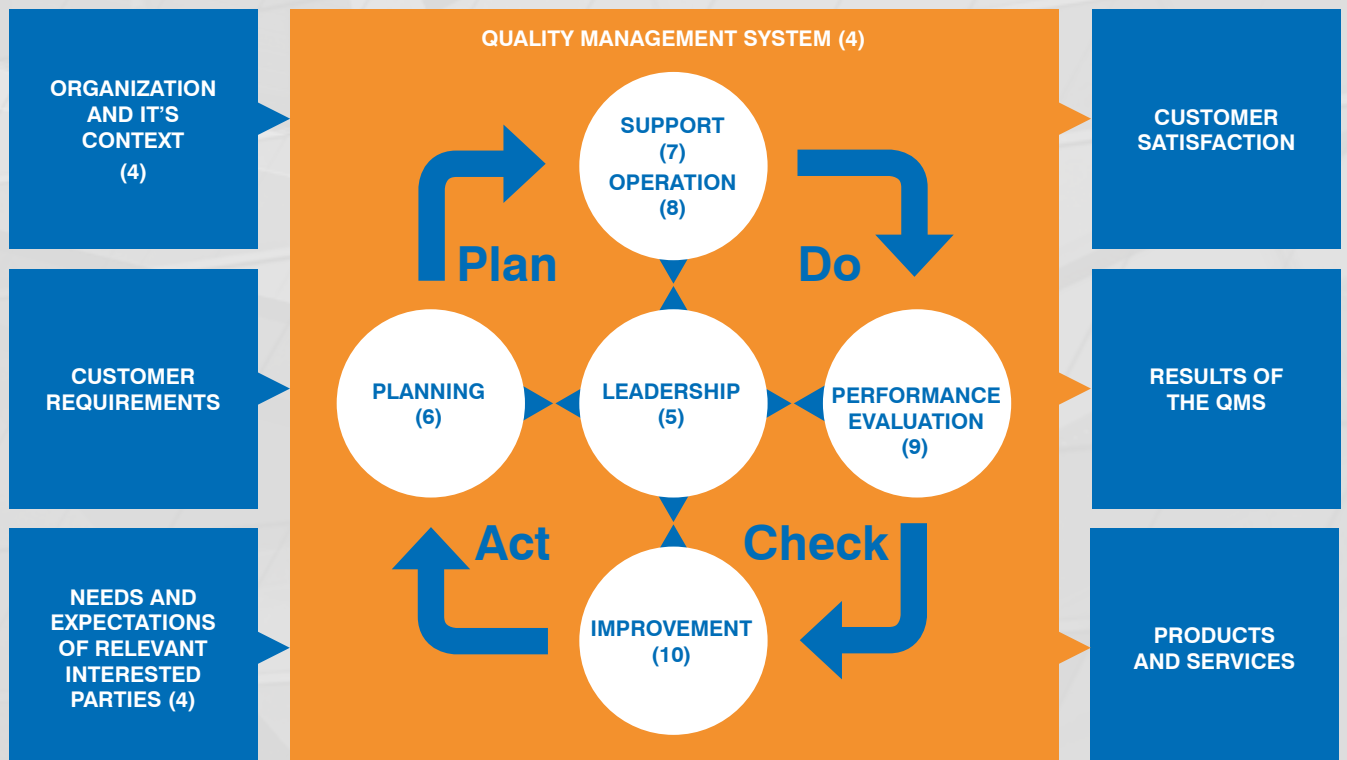 QUALITY MANAGEMENT SYSTEM (4)
ORGANIZATION
AND IT’S
CONTEXT
(4)
CUSTOMER
REQUIREMENTS
NEEDS AND
EXPECTATIONS
OF RELEVANT
INTERESTED
PARTIES (4)
SUPPORT
(7)
OPERATION
(8)
Plan
Do
PLANNING
(6)
LEADERSHIP
(5)
PERFORMANCE
EVALUATION
(9)
Act
Check
IMPROVEMENT
(10)
CUSTOMER
SATISFACTION
RESULTS OF
THE QMS
PRODUCTS
AND SERVICES